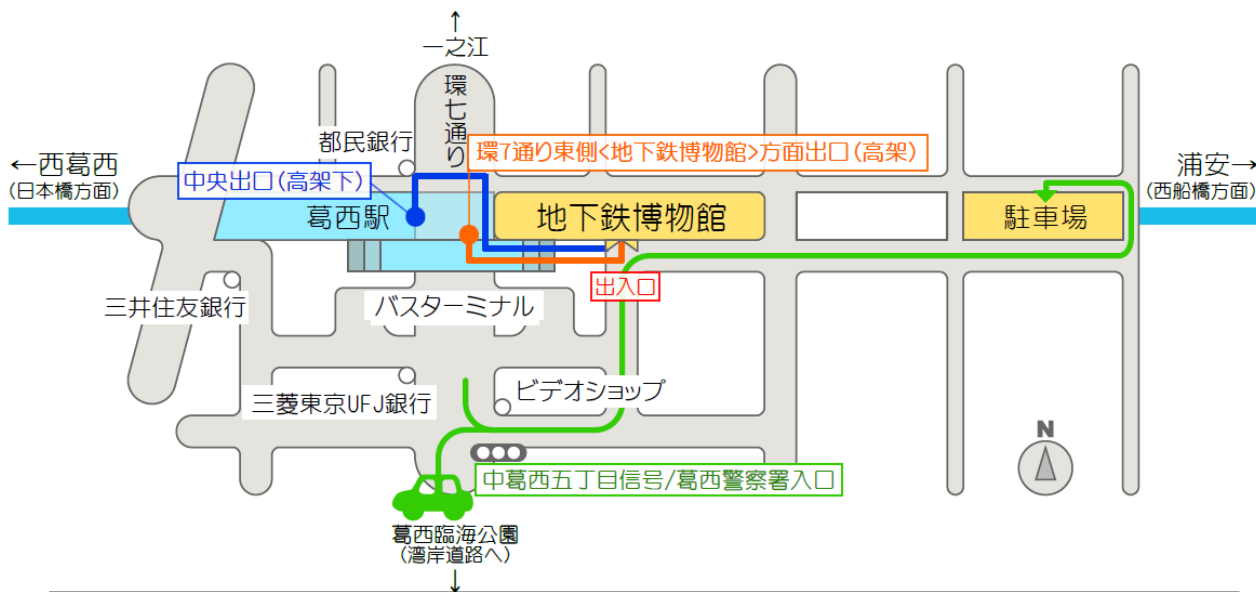 ↑
一之江
環七通り
都民銀行
環7通り東側<地下鉄博物館>方面出口(高架)
←西葛西
(日本橋方面)
中央出口(高架下)
浦安→
(西船橋方面)
葛西駅
地下鉄博物館
駐車場
出入口
三井住友銀行
バスターミナル
三菱東京UFJ銀行
ビデオショップ
N
中葛西五丁目信号/葛西警察署入口
葛西臨海公園
(湾岸道路へ)
↓